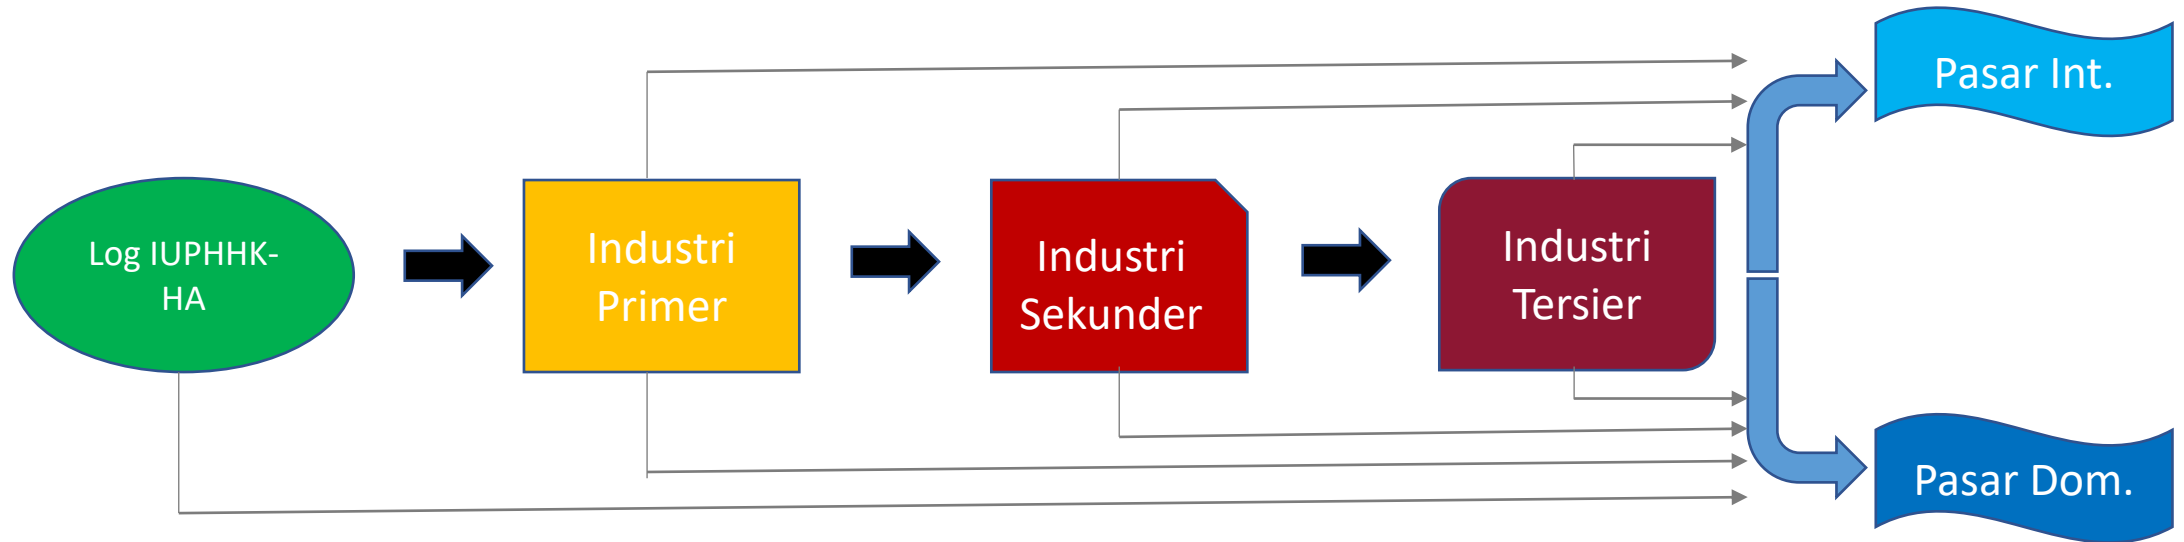 Log IUPHHK-
HA
Industri
Primer
Industri
Sekunder
Industri
Tersier
Pasar Int.
Pasar Dom.